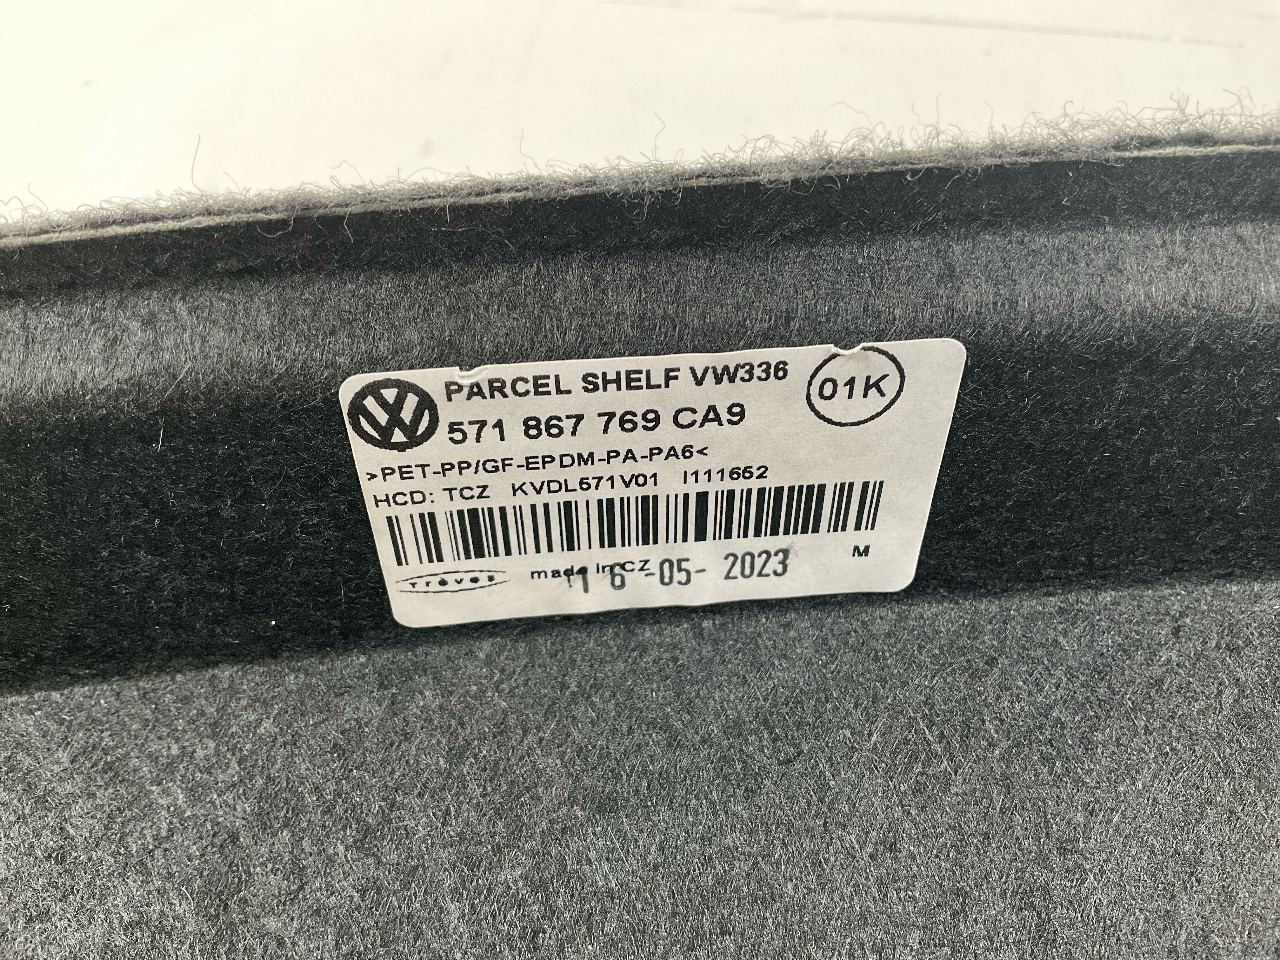 PARCEL SHELF VW336
01K
571 867 769 CA9
>PET-PP/GF-EPDM-PA-PA6<
HCD: TCZ KVDL571V01 I111652
Trèves made in CZ M
16-05-2023